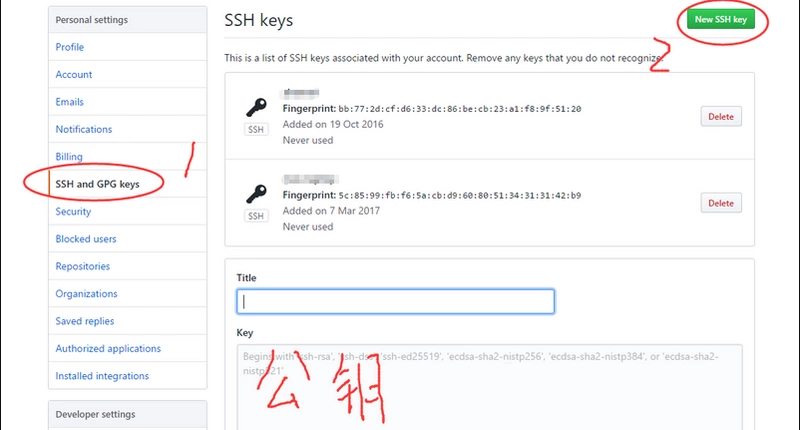 Personal settings
Profile
Account
Emails
Notifications
Billing
SSH and GPG keys
Security
Blocked users
Repositories
Organizations
Saved replies
Authorized applications
Installed integrations
Developer settings
1
SSH keys
New SSH key
2
This is a list of SSH keys associated with your account. Remove any keys that you do not recognize.
Fingerprint: bb:77:2d:cf:d6:33:dc:86:be:cb:23:a1:f8:9f:51:20
SSH
Added on 19 Oct 2016
Never used
Delete
Fingerprint: 5c:85:99:fb:f6:5a:cb:d9:60:80:51:34:31:31:42:b9
SSH
Added on 7 Mar 2017
Never used
Delete
Title
Key
Begins with 'ssh-rsa', 'ssh-dss', 'ssh-ed25519', 'ecdsa-sha2-nistp256', 'ecdsa-sha2-nistp384', or 'ecdsa-sha2-
nistp521'
公钥